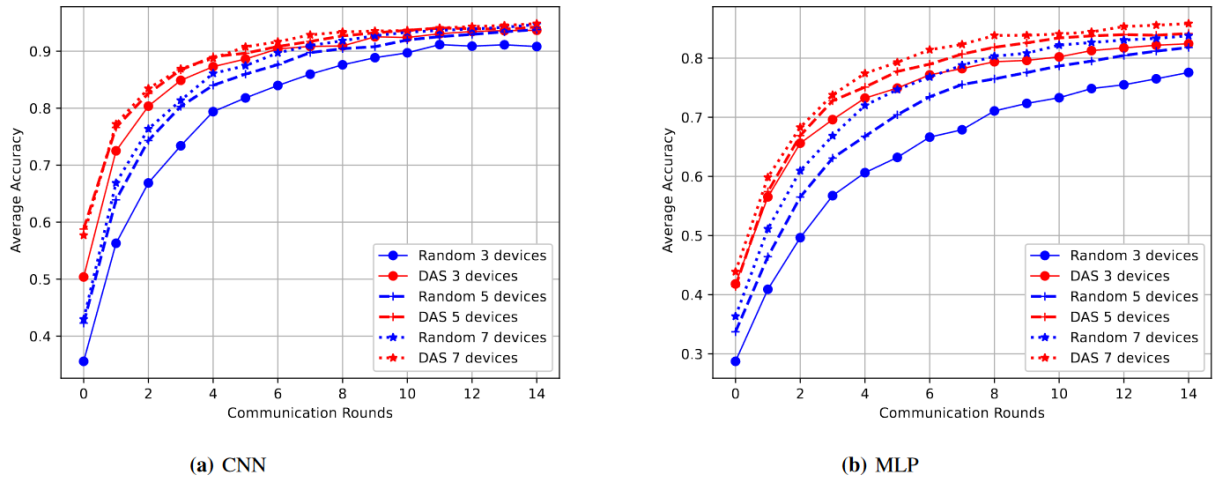 0.9
0.8
0.7
0.6
0.5
0.4
Average Accuracy
Random 3 devices
DAS 3 devices
Random 5 devices
DAS 5 devices
Random 7 devices
DAS 7 devices
0 2 4 6 8 10 12 14
Communication Rounds
(a) CNN
0.8
0.7
0.6
0.5
0.4
0.3
Average Accuracy
Random 3 devices
DAS 3 devices
Random 5 devices
DAS 5 devices
Random 7 devices
DAS 7 devices
0 2 4 6 8 10 12 14
Communication Rounds
(b) MLP